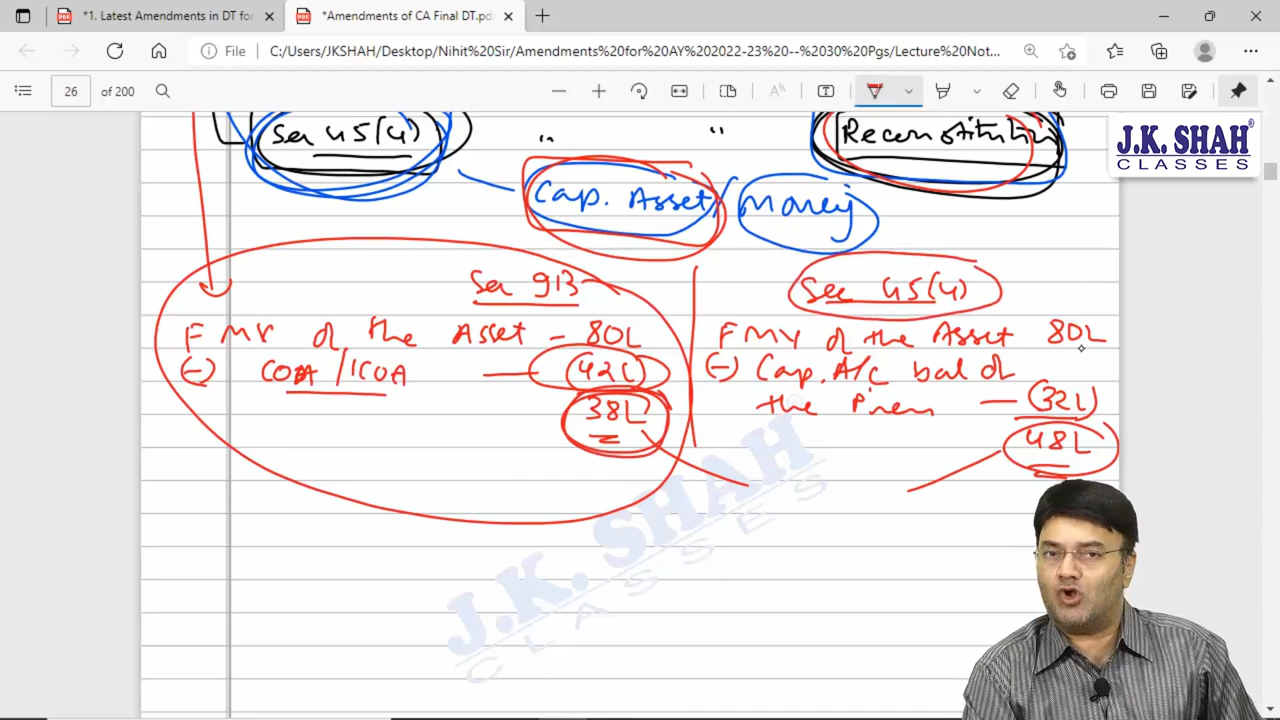 *1. Latest Amendments in DT for
*Amendments of CA Final DT.pdf
File C:/Users/JKSHAH/Desktop/Nihit%20Sir/Amendments%20for%20AY%202022-23%20--%2030%20Pgs/Lecture%20Not...
26 of 200
J.K. SHAH®
CLASSES
Sec 45(4) " " Reconstitution
Cap. Asset / Money
Sec 9B
FMV of the Asset - 80L
(-) COA /ICOA — (42L)
38L
Sec 45(4)
FMV of the Asset 80L
(-) Cap. A/c bal of
the P'ner — (32L)
48L
J.K. SHAH
CLASSES